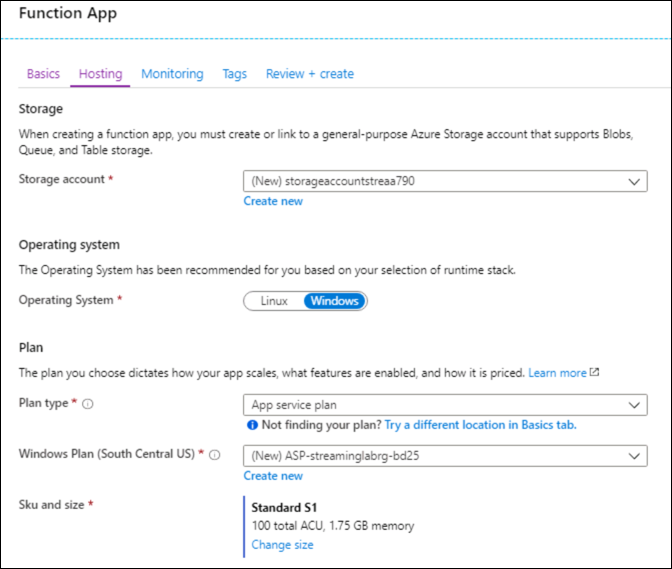 Function App
Basics Hosting Monitoring Tags Review + create
Storage
When creating a function app, you must create or link to a general-purpose Azure Storage account that supports Blobs,
Queue, and Table storage.
Storage account * (New) storageaccountstreaa790
Create new
Operating system
The Operating System has been recommended for you based on your selection of runtime stack.
Operating System * Linux Windows
Plan
The plan you choose dictates how your app scales, what features are enabled, and how it is priced. Learn more
Plan type * App service plan
Not finding your plan? Try a different location in Basics tab.
Windows Plan (South Central US) * (New) ASP-streaminglabrg-bd25
Create new
Sku and size * Standard S1
100 total ACU, 1.75 GB memory
Change size